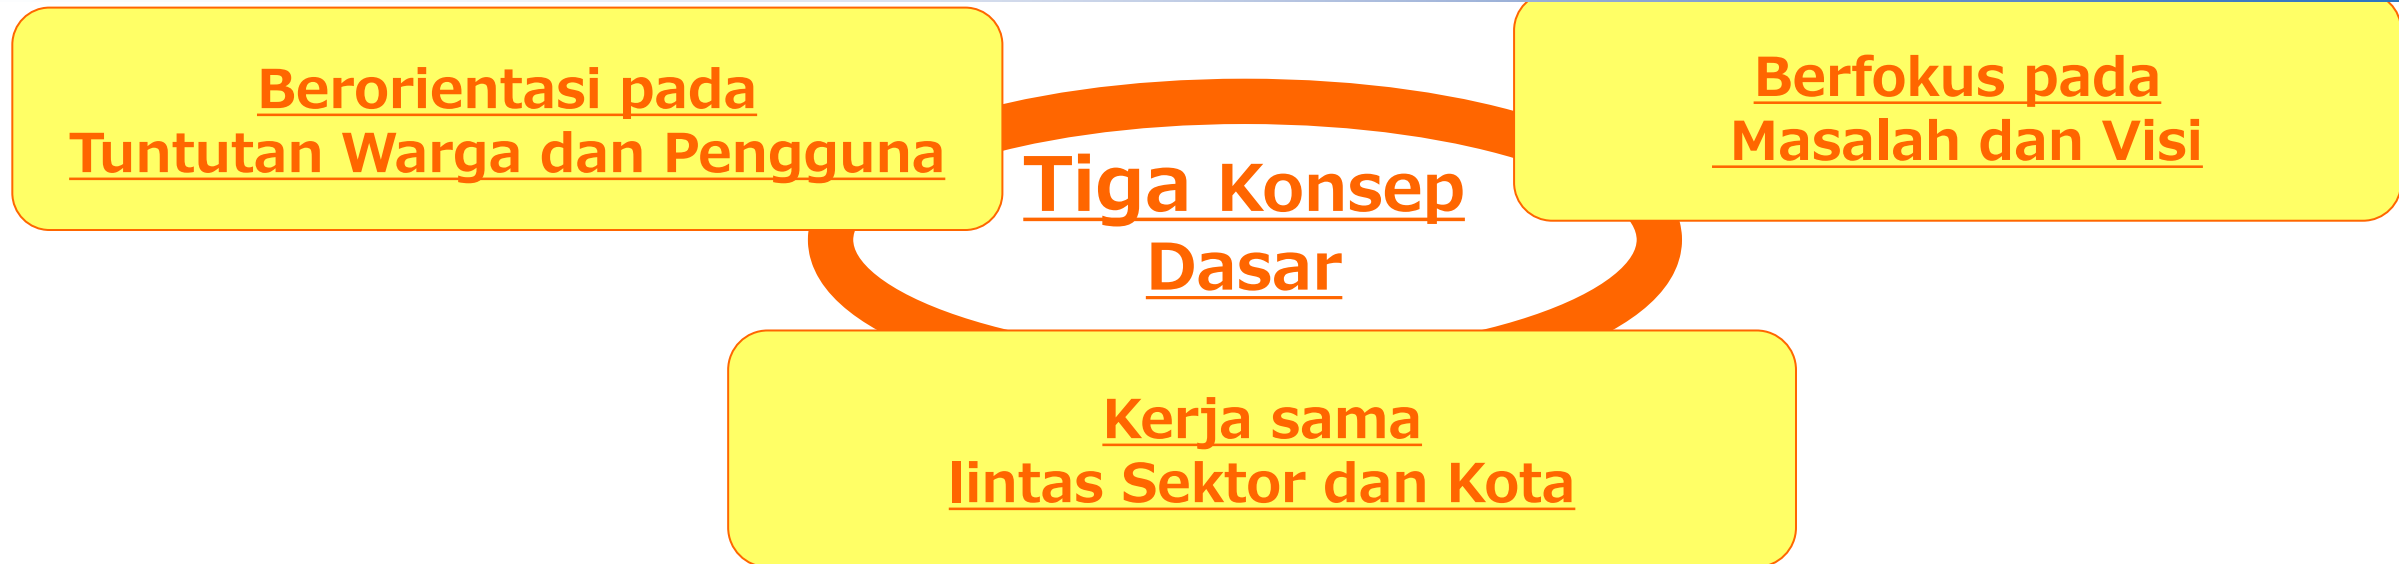 Berorientasi pada
Tuntutan Warga dan Pengguna
Berfokus pada
Masalah dan Visi
Tiga Konsep
Dasar
Kerja sama
lintas Sektor dan Kota